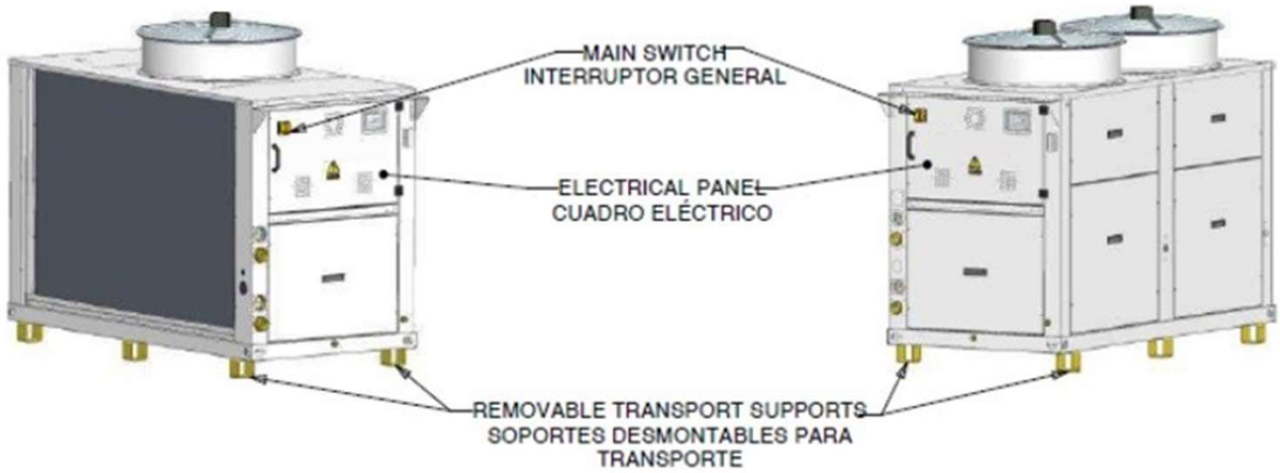 MAIN SWITCH
INTERRUPTOR GENERAL
ELECTRICAL PANEL
CUADRO ELÉCTRICO
REMOVABLE TRANSPORT SUPPORTS
SOPORTES DESMONTABLES PARA
TRANSPORTE